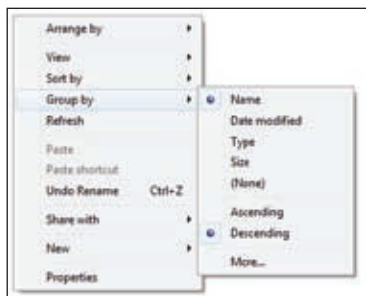 Arrange by
View
Sort by
Group by
Refresh
Paste
Paste shortcut
Undo Rename Ctrl+Z
Share with
New
Properties
Name
Date modified
Type
Size
(None)
Ascending
Descending
More...